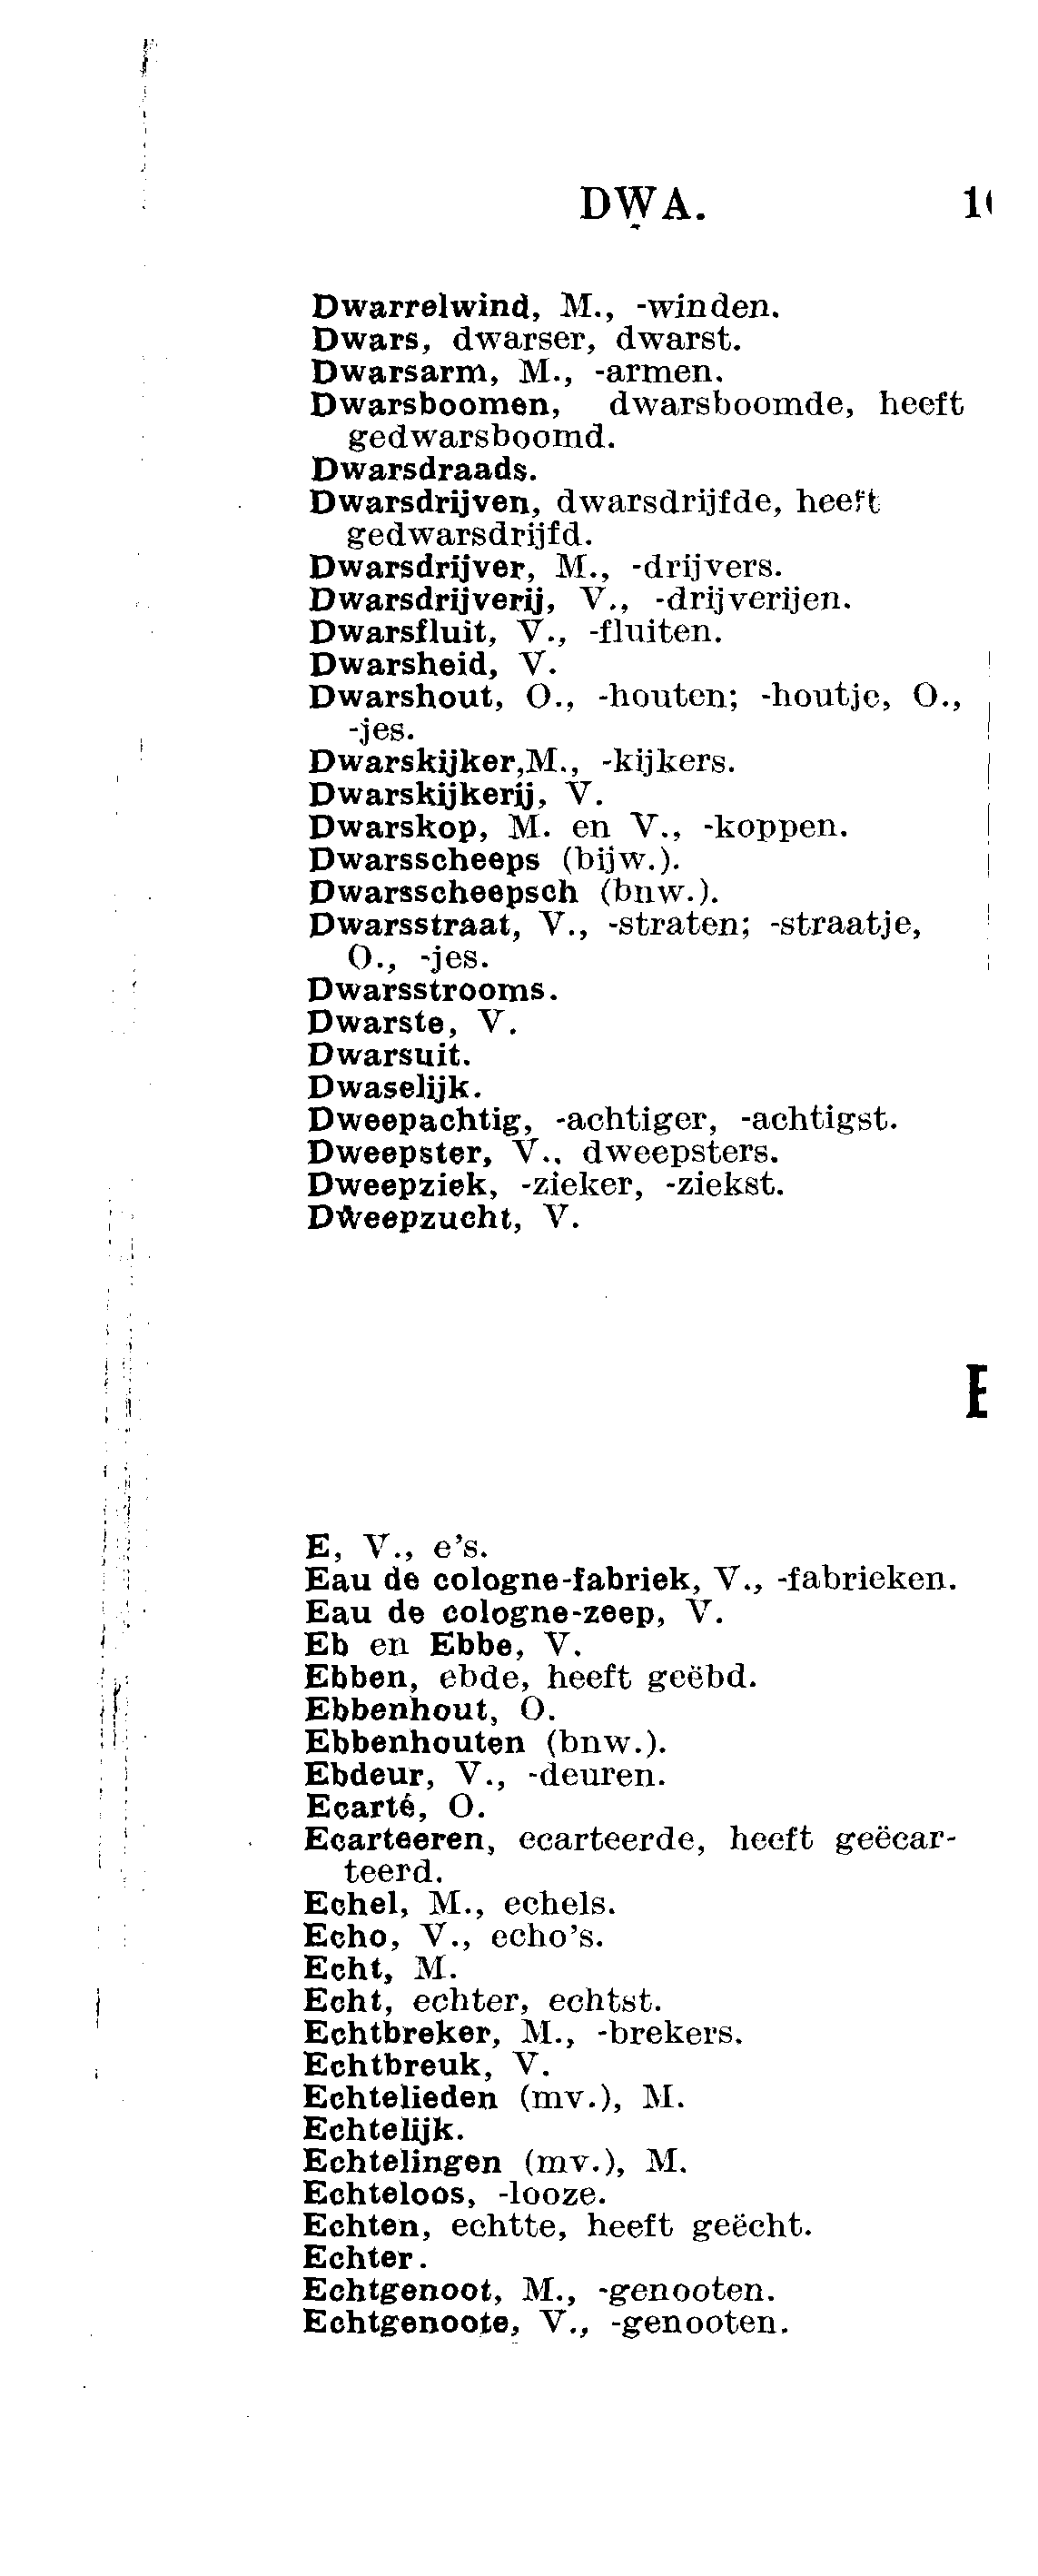 DWA.
Dwarrelwind, M., -winden.
Dwars, dwarser, dwarst.
Dwarsarm, M., -armen.
Dwarsboomen, dwarsboomde, heeft
gedwarsboomd.
Dwarsdraads.
Dwarsdrijven, dwarsdrijfde, heeft
gedwarsdrijfd.
Dwarsdrijver, M., -drijvers.
Dwarsdrijverij, V., -drijverijen.
Dwarsfluit, V., -fluiten.
Dwarsheid, V.
Dwarshout, O., -houten; -houtje, O.,
-jes.
Dwarskijker,M., -kijkers.
Dwarskijkerij, V.
Dwarskop, M. en V., -koppen.
Dwarsscheeps (bijw.).
Dwarsscheepsch (bnw.).
Dwarsstraat, V., -straten; -straatje,
O., -jes.
Dwarsstrooms.
Dwarste, V.
Dwarsuit.
Dwaselijk.
Dweepachtig, -achtiger, -achtigst.
Dweepster, V., dweepsters.
Dweepziek, -zieker, -ziekst.
Dweepzucht, V.
E
E, V., e's.
Eau de cologne-fabriek, V., -fabrieken.
Eau de cologne-zeep, V.
Eb en Ebbe, V.
Ebben, ebde, heeft geëbd.
Ebbenhout, O.
Ebbenhouten (bnw.).
Ebdeur, V., -deuren.
Ecarté, O.
Ecarteeren, ecarteerde, heeft geëcar-
teerd.
Echel, M., echels.
Echo, V., echo's.
Echt, M.
Echt, echter, echtst.
Echtbreker, M., -brekers.
Echtbreuk, V.
Echtelieden (mv.), M.
Echtelijk.
Echtelingen (mv.), M.
Echteloos, -looze.
Echten, echtte, heeft geëcht.
Echter.
Echtgenoot, M., -genooten.
Echtgenoote, V., -genooten.